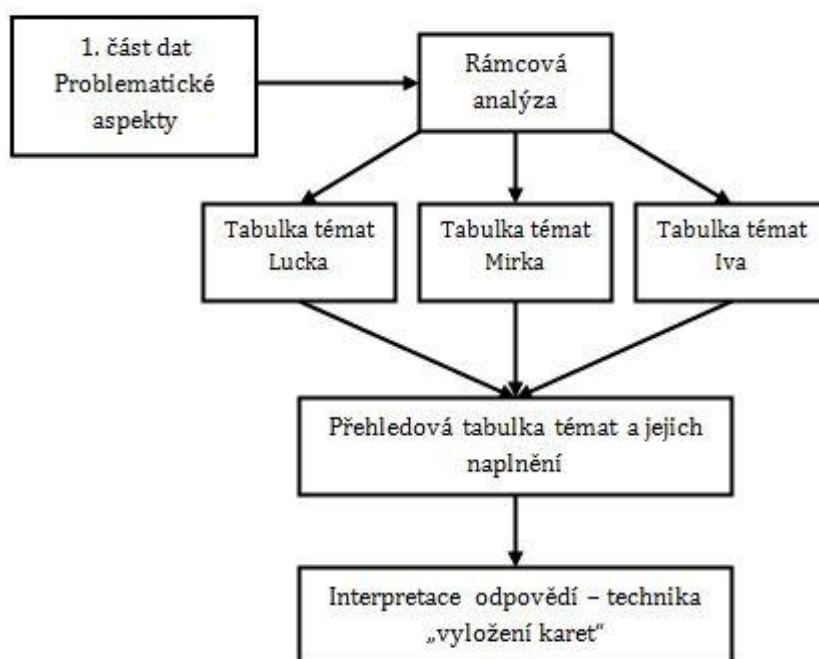 1. část dat
Problematické
aspekty
Rámcová
analýza
Tabulka témat
Lucka
Tabulka témat
Mirka
Tabulka témat
Iva
Přehledová tabulka témat a jejich
naplnění
Interpretace odpovědí – technika
„vyložení karet“